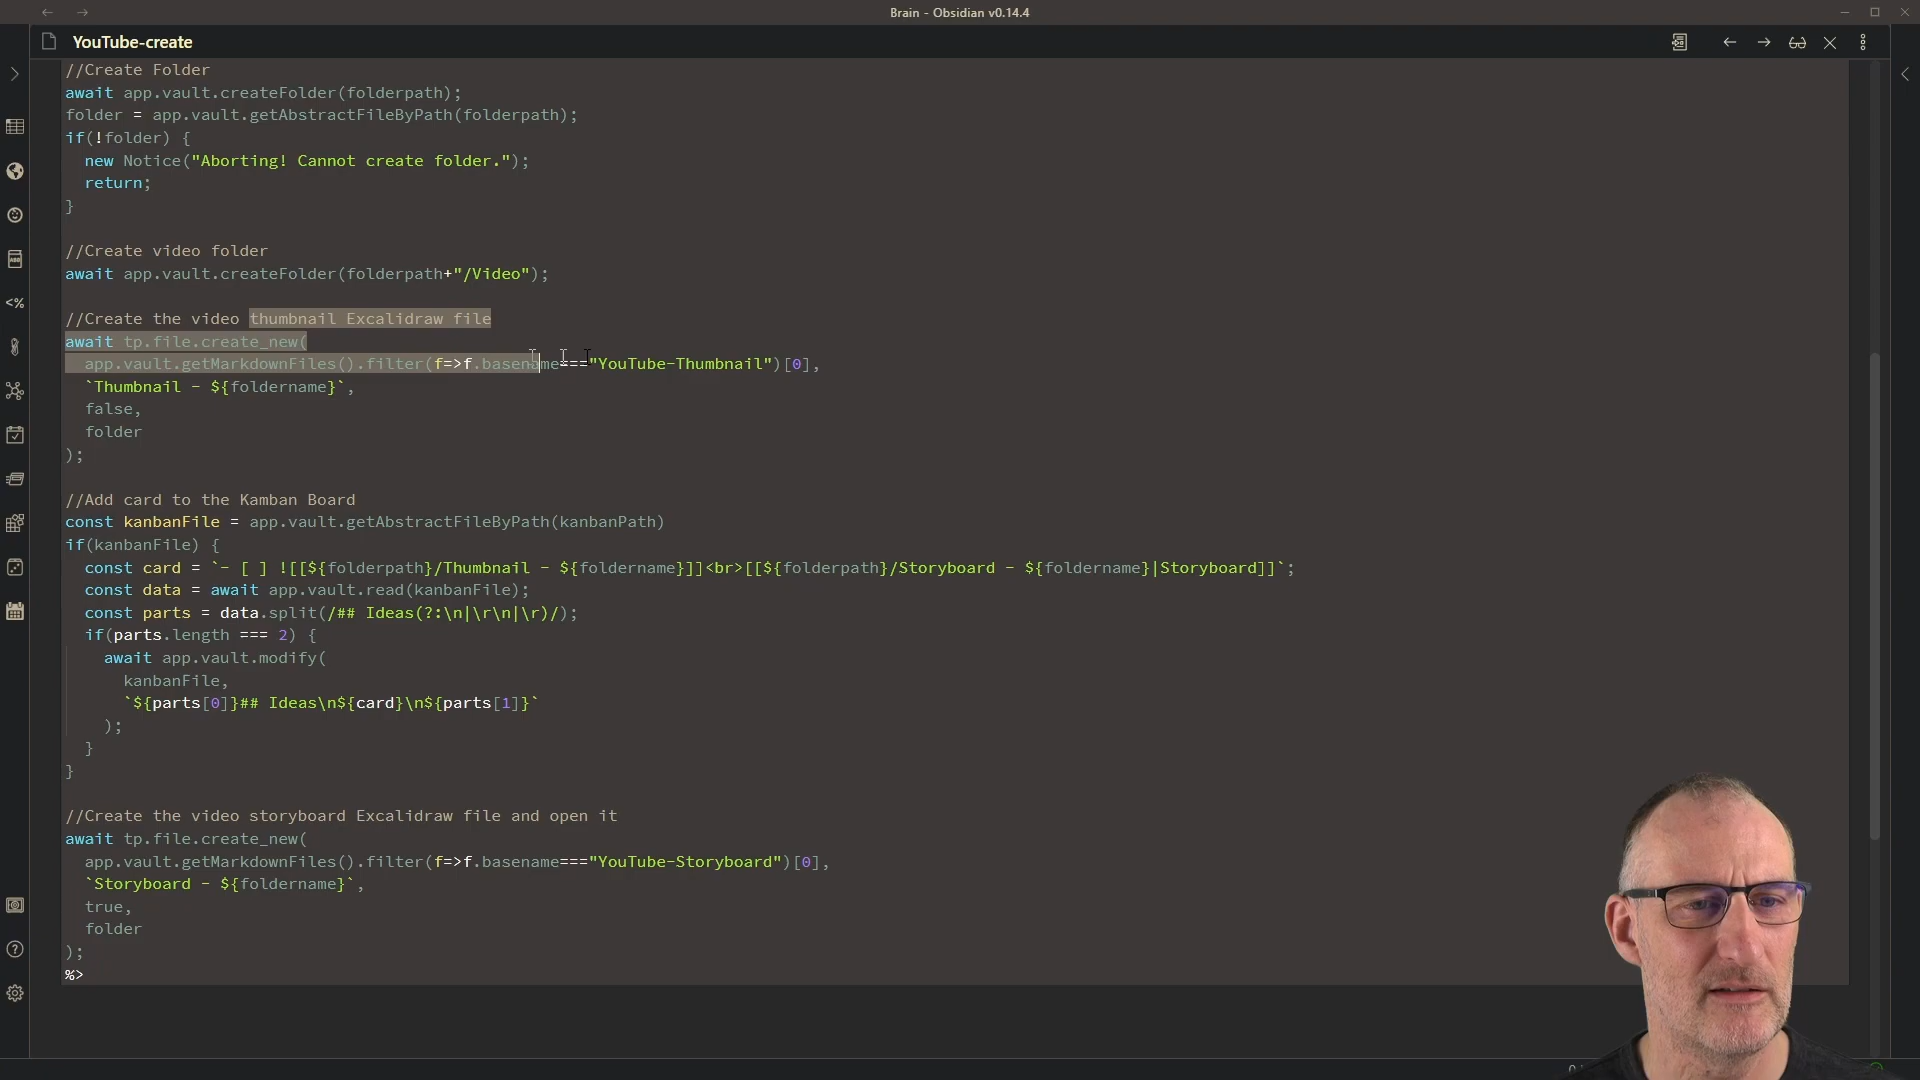 Brain - Obsidian v0.14.4
YouTube-create
//Create Folder
await app.vault.createFolder(folderpath);
folder = app.vault.getAbstractFileByPath(folderpath);
if(!folder) {
  new Notice("Aborting! Cannot create folder.");
  return;
}
//Create video folder
await app.vault.createFolder(folderpath+"/Video");
//Create the video thumbnail Excalidraw file
await tp.file.create_new(
  app.vault.getMarkdownFiles().filter(f=>f.basename==="YouTube-Thumbnail")[0],
  `Thumbnail - ${foldername}`,
  false,
  folder
);
//Add card to the Kamban Board
const kanbanFile = app.vault.getAbstractFileByPath(kanbanPath)
if(kanbanFile) {
  const card = `- [ ] ![[${folderpath}/Thumbnail - ${foldername}]]<br>[[${folderpath}/Storyboard - ${foldername}|Storyboard]]`;
  const data = await app.vault.read(kanbanFile);
  const parts = data.split(/## Ideas(?:\n|\r\n|\r)/);
  if(parts.length === 2) {
    await app.vault.modify(
      kanbanFile,
      `${parts[0]}## Ideas\n${card}\n${parts[1]}`
    );
  }
}
//Create the video storyboard Excalidraw file and open it
await tp.file.create_new(
  app.vault.getMarkdownFiles().filter(f=>f.basename==="YouTube-Storyboard")[0],
  `Storyboard - ${foldername}`,
  true,
  folder
);
%>